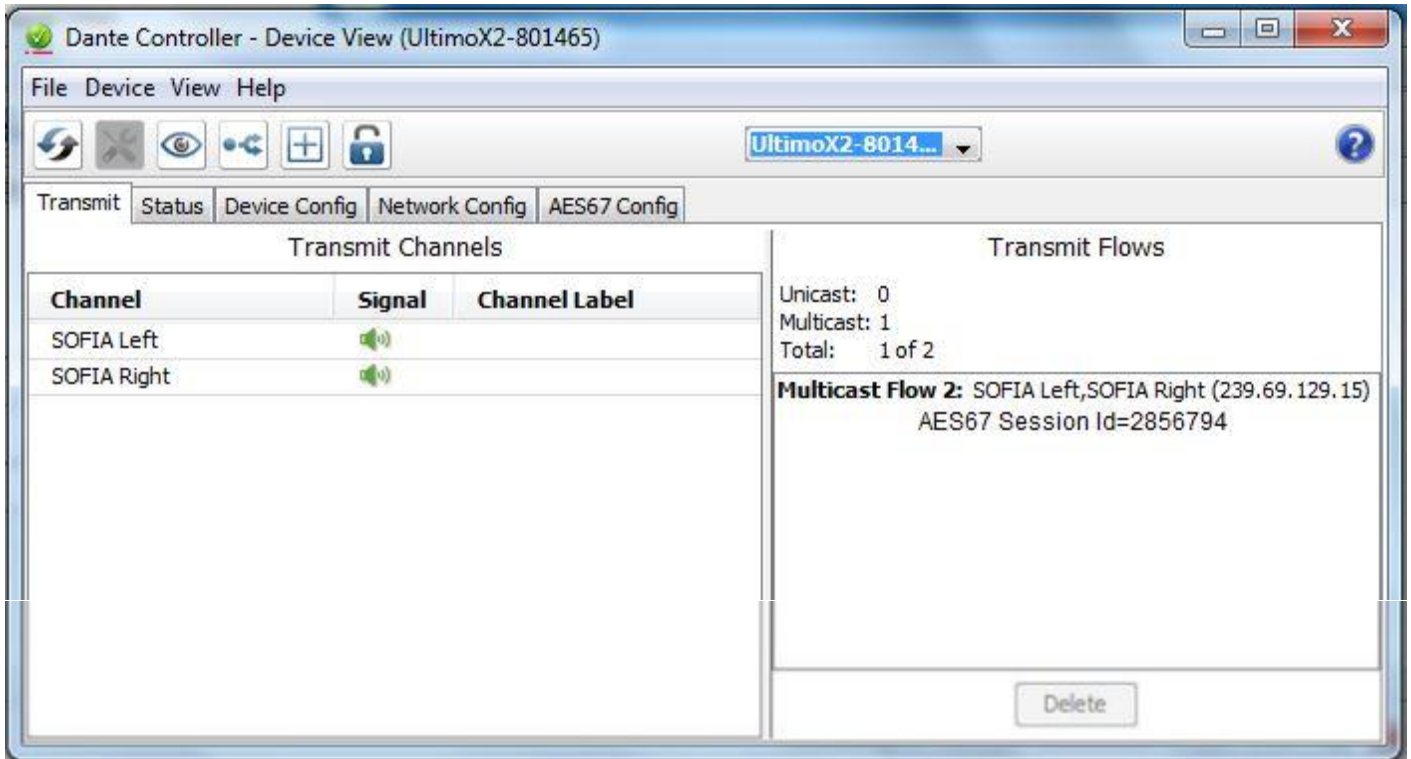 Dante Controller - Device View (UltimoX2-801465)
File Device View Help
UltimoX2-8014...
Transmit Status Device Config Network Config AES67 Config
Transmit Channels
Channel Signal Channel Label
SOFIA Left
SOFIA Right
Transmit Flows
Unicast: 0
Multicast: 1
Total: 1 of 2
Multicast Flow 2: SOFIA Left,SOFIA Right (239.69.129.15)
AES67 Session Id=2856794
Delete